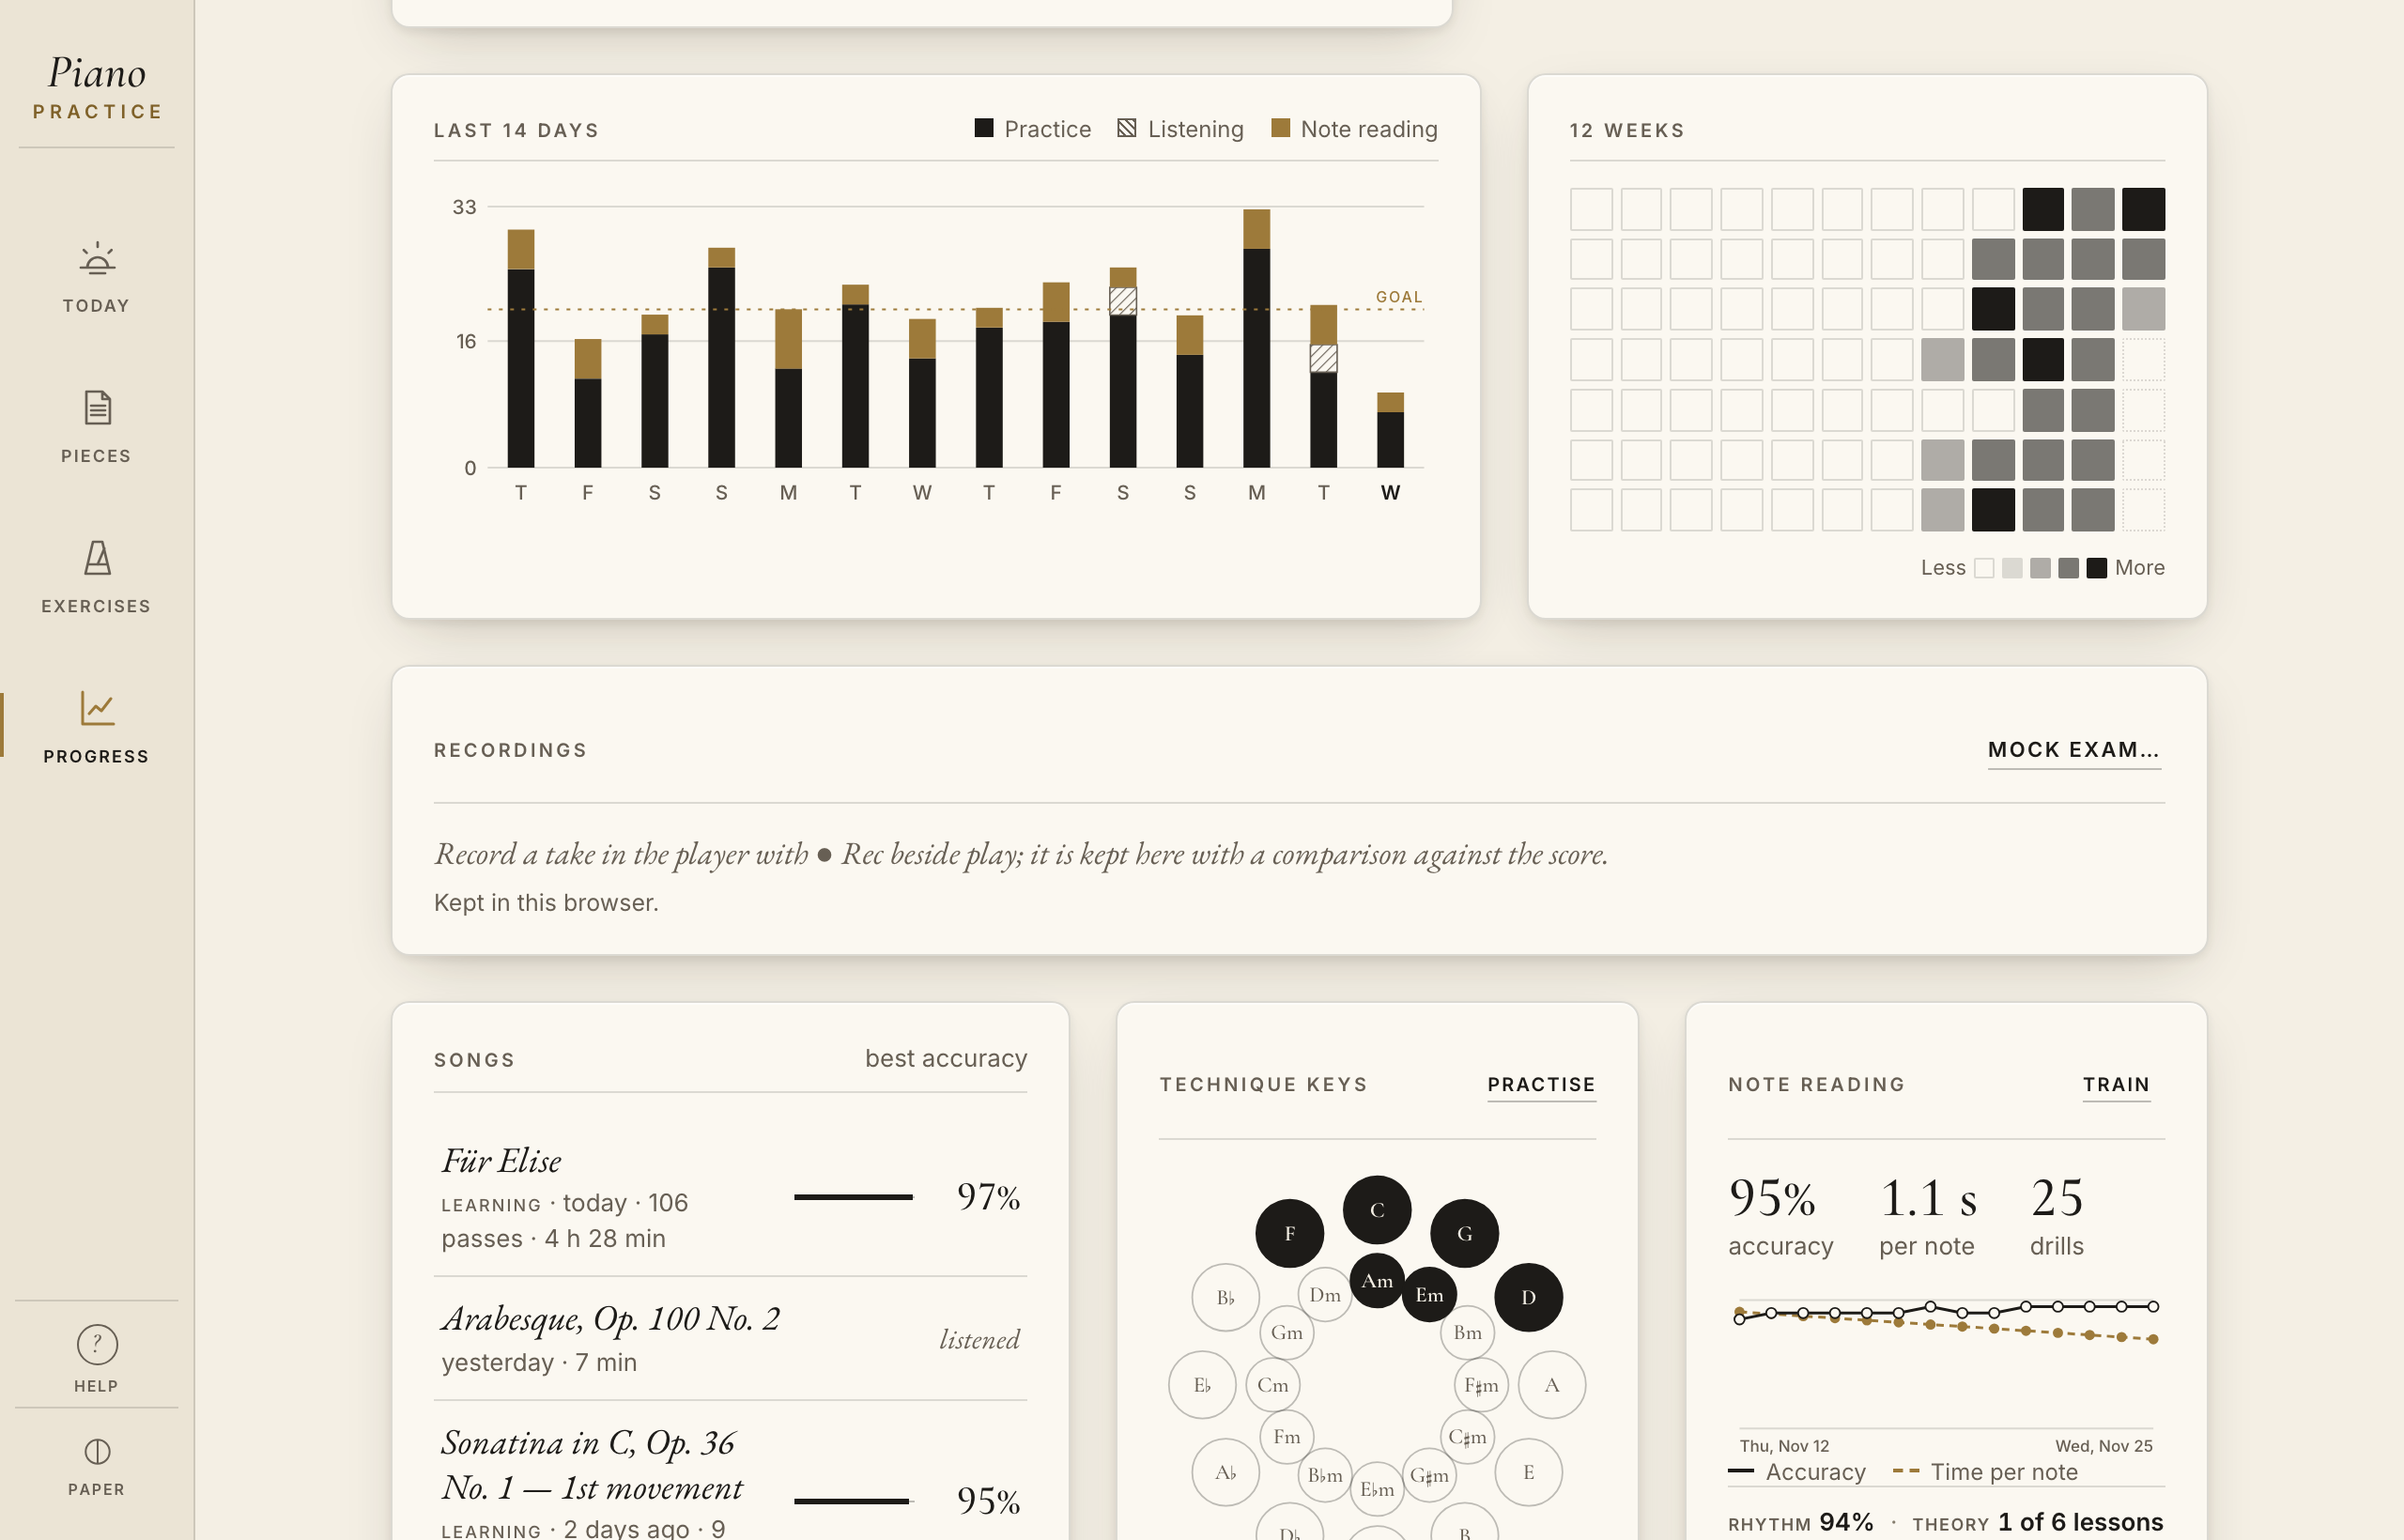 Piano
PRACTICE
TODAY
PIECES
EXERCISES
PROGRESS
?
HELP
PAPER
LAST 14 DAYS
Practice
Listening
Note reading
33
16
0
GOAL
T F S S M T W T F S S M T W
12 WEEKS
Less
More
RECORDINGS
MOCK EXAM…
Record a take in the player with ● Rec beside play; it is kept here with a comparison against the score.
Kept in this browser.
SONGS
best accuracy
Für Elise
LEARNING · today · 106
passes · 4 h 28 min
97%
Arabesque, Op. 100 No. 2
yesterday · 7 min
listened
Sonatina in C, Op. 36
No. 1 — 1st movement
LEARNING · 2 days ago · 9
95%
TECHNIQUE KEYS
PRACTISE
C
F
G
Am
Dm
Em
B♭
D
Gm
Bm
E♭
Cm
F♯m
A
Fm
C♯m
A♭
B♭m
G♯m
E
E♭m
D♭
B
NOTE READING
TRAIN
95%
accuracy
1.1 s
per note
25
drills
Thu, Nov 12
Wed, Nov 25
Accuracy
Time per note
RHYTHM 94% · THEORY 1 of 6 lessons